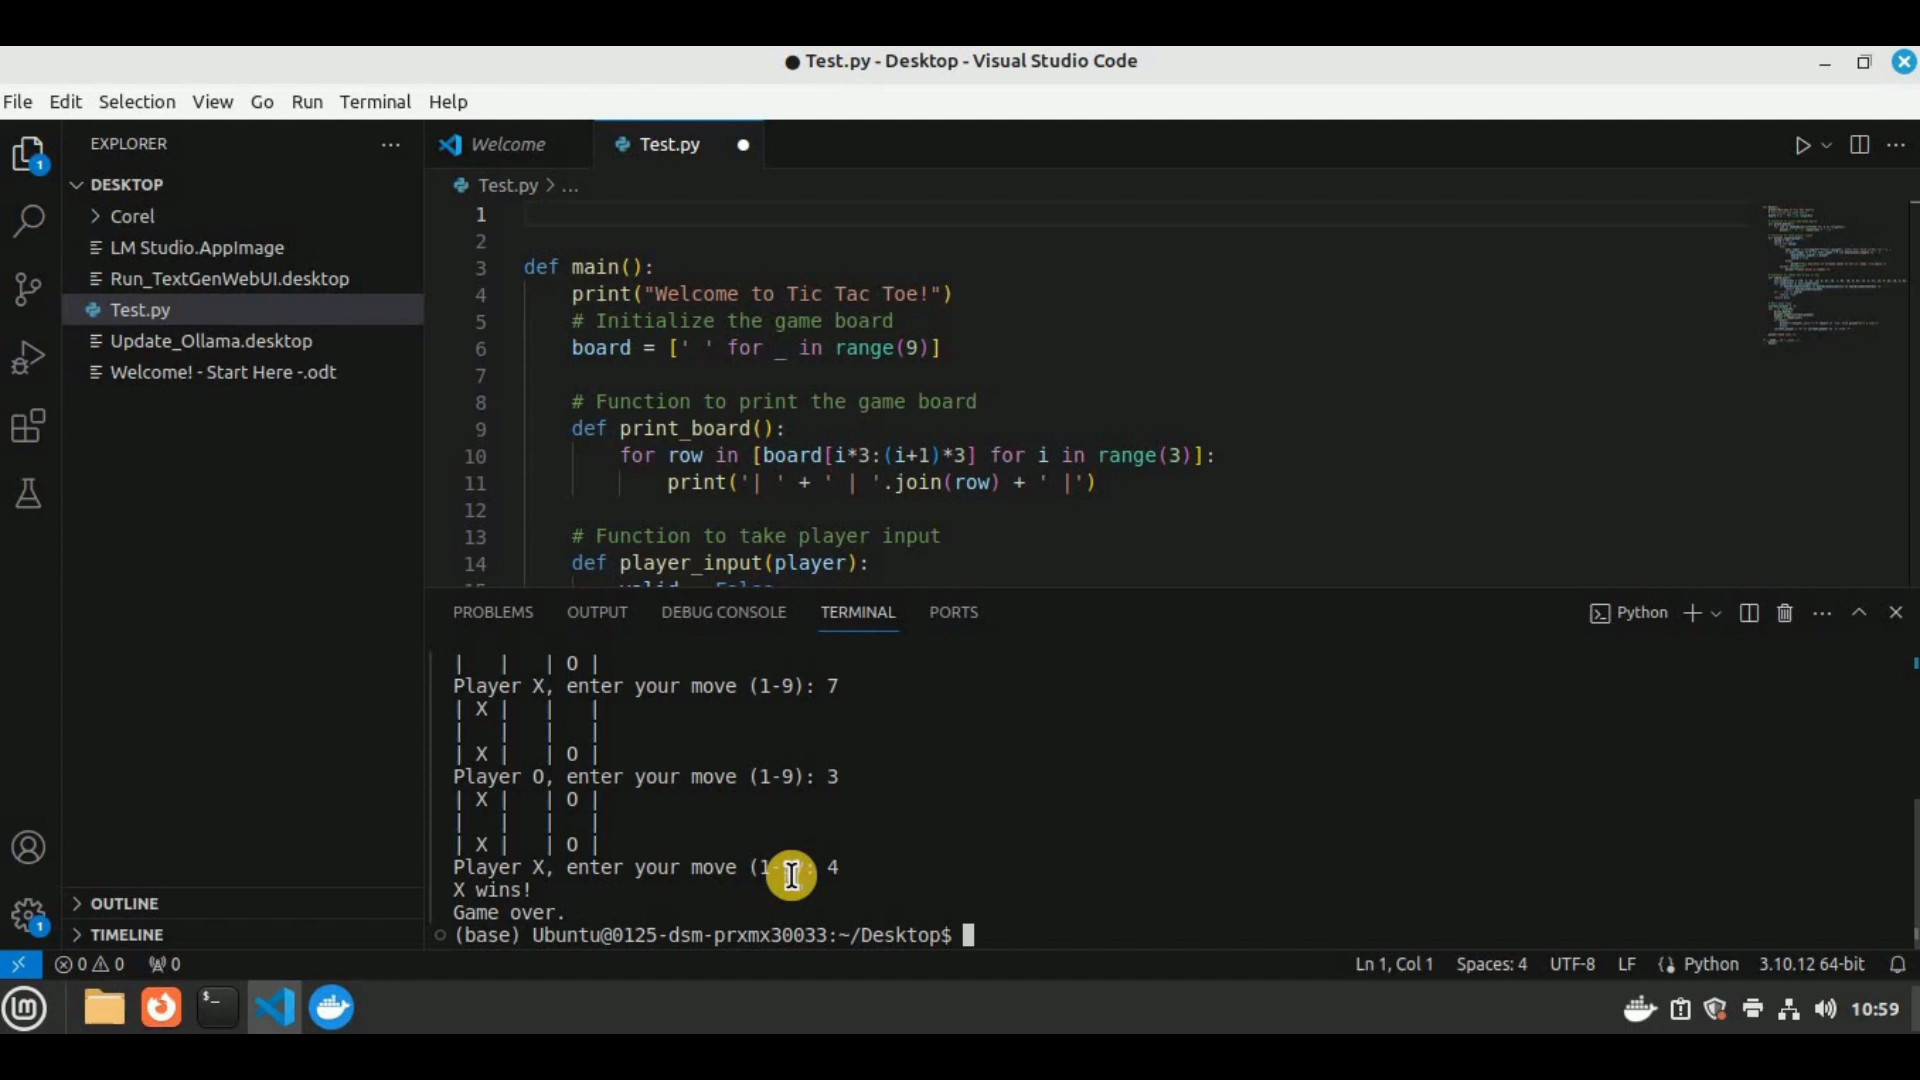 Test.py - Desktop - Visual Studio Code
File Edit Selection View Go Run Terminal Help
EXPLORER
Welcome
Test.py
DESKTOP
Test.py > ...
Corel
LM Studio.AppImage
Run_TextGenWebUI.desktop
Test.py
Update_Ollama.desktop
Welcome! - Start Here -.odt
1
2
3 def main():
4 print("Welcome to Tic Tac Toe!")
5 # Initialize the game board
6 board = [' ' for _ in range(9)]
7
8 # Function to print the game board
9 def print_board():
10 for row in [board[i*3:(i+1)*3] for i in range(3)]:
11 print('| ' + ' | '.join(row) + ' |')
12
13 # Function to take player input
14 def player_input(player):
PROBLEMS OUTPUT DEBUG CONSOLE TERMINAL PORTS
Python
|   |   | O |
Player X, enter your move (1-9): 7
| X |   |   |
|   |   |   |
| X |   | O |
Player O, enter your move (1-9): 3
| X |   | O |
|   |   |   |
| X |   | O |
Player X, enter your move (1- : 4
X wins!
Game over.
(base) Ubuntu@0125-dsm-prxmx30033:~/Desktop$
OUTLINE
TIMELINE
1
1
0 0 0
Ln 1, Col 1 Spaces: 4 UTF-8 LF Python 3.10.12 64-bit
10:59